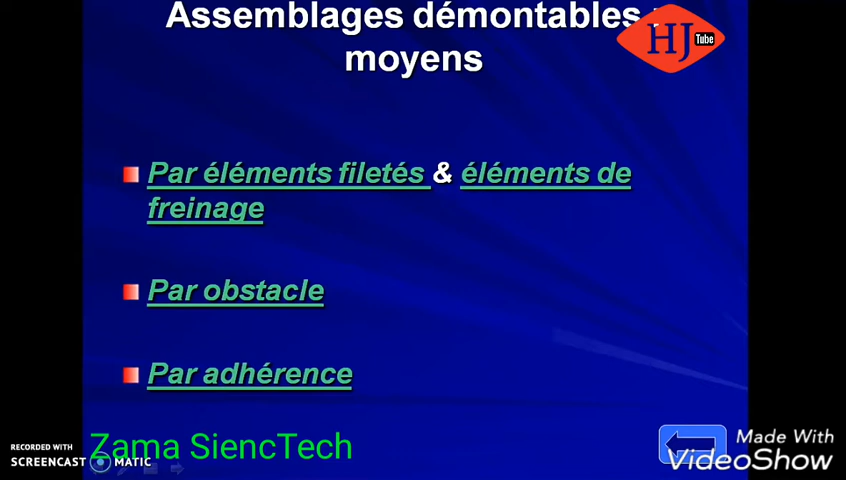 Assemblages démontables :
moyens
HJ
Tube
Par éléments filetés & éléments de
freinage
Par obstacle
Par adhérence
Zama SiencTech
RECORDED WITH
SCREENCAST MATIC
Made With
VideoShow